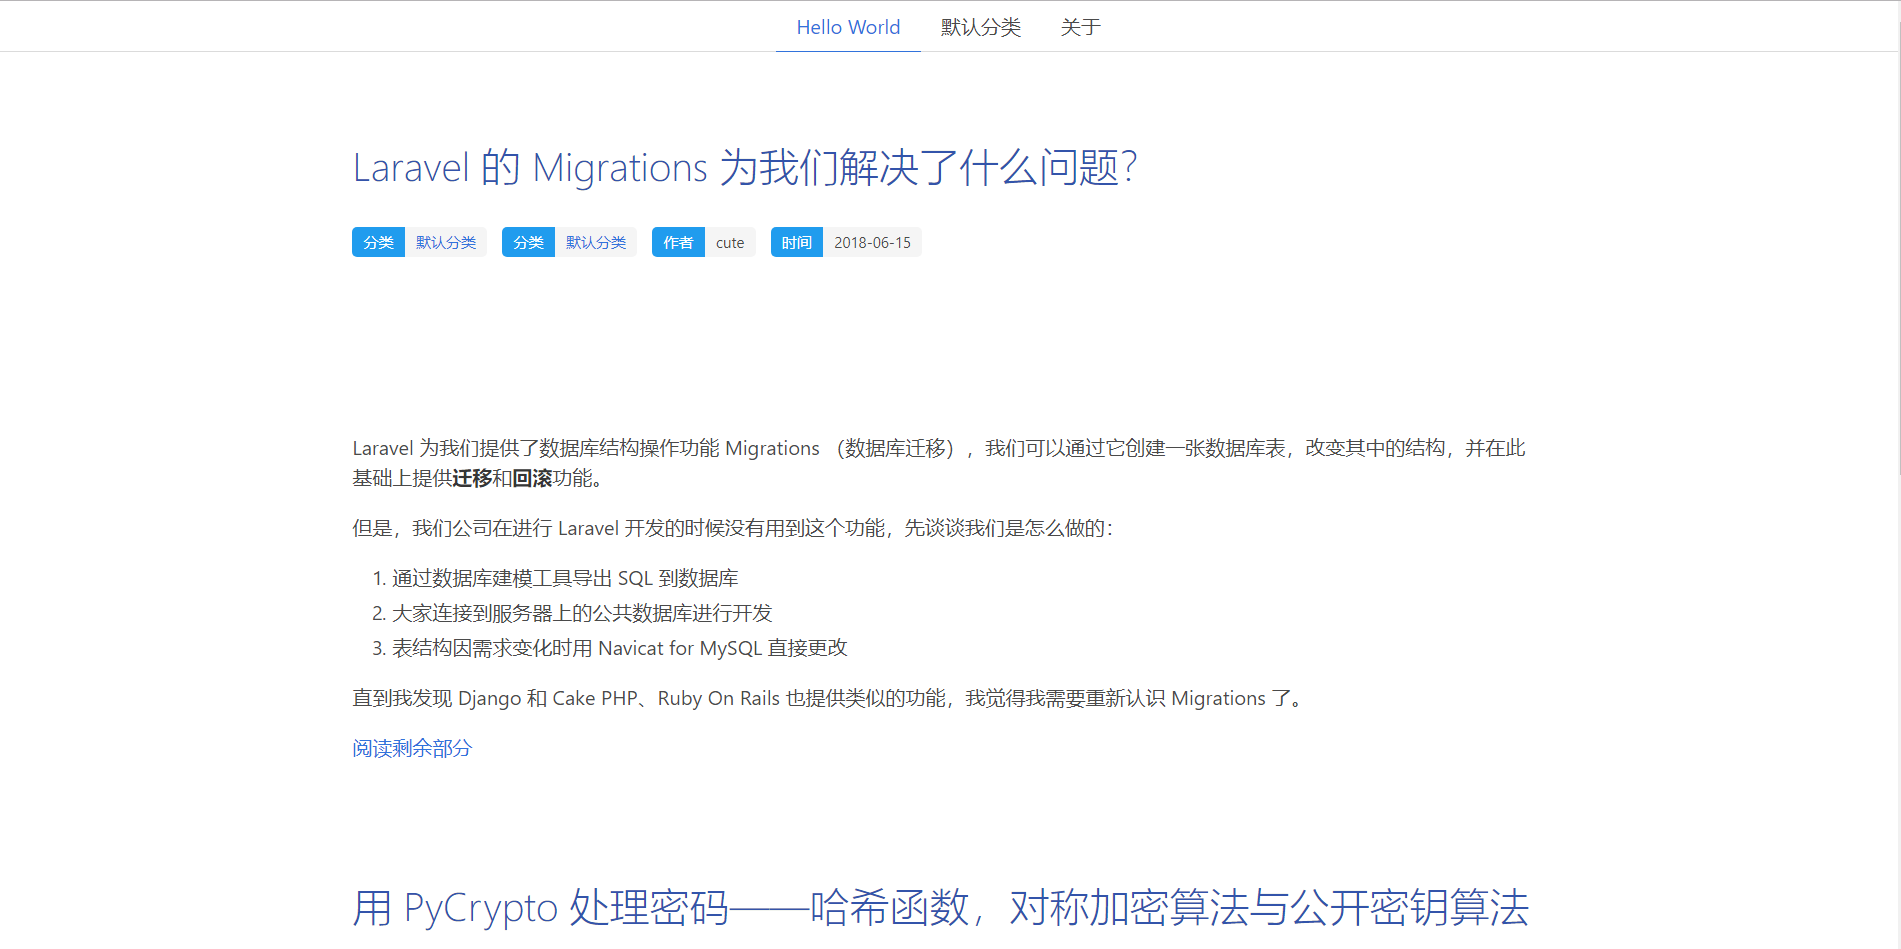 Hello World 默认分类 关于
Laravel 的 Migrations 为我们解决了什么问题？
分类 默认分类 分类 默认分类 作者 cute 时间 2018-06-15
Laravel 为我们提供了数据库结构操作功能 Migrations （数据库迁移），我们可以通过它创建一张数据库表，改变其中的结构，并在此
基础上提供迁移和回滚功能。
但是，我们公司在进行 Laravel 开发的时候没有用到这个功能，先谈谈我们是怎么做的：
1. 通过数据库建模工具导出 SQL 到数据库
2. 大家连接到服务器上的公共数据库进行开发
3. 表结构因需求变化时用 Navicat for MySQL 直接更改
直到我发现 Django 和 Cake PHP、Ruby On Rails 也提供类似的功能，我觉得我需要重新认识 Migrations 了。
阅读剩余部分
用 PyCrypto 处理密码——哈希函数，对称加密算法与公开密钥算法